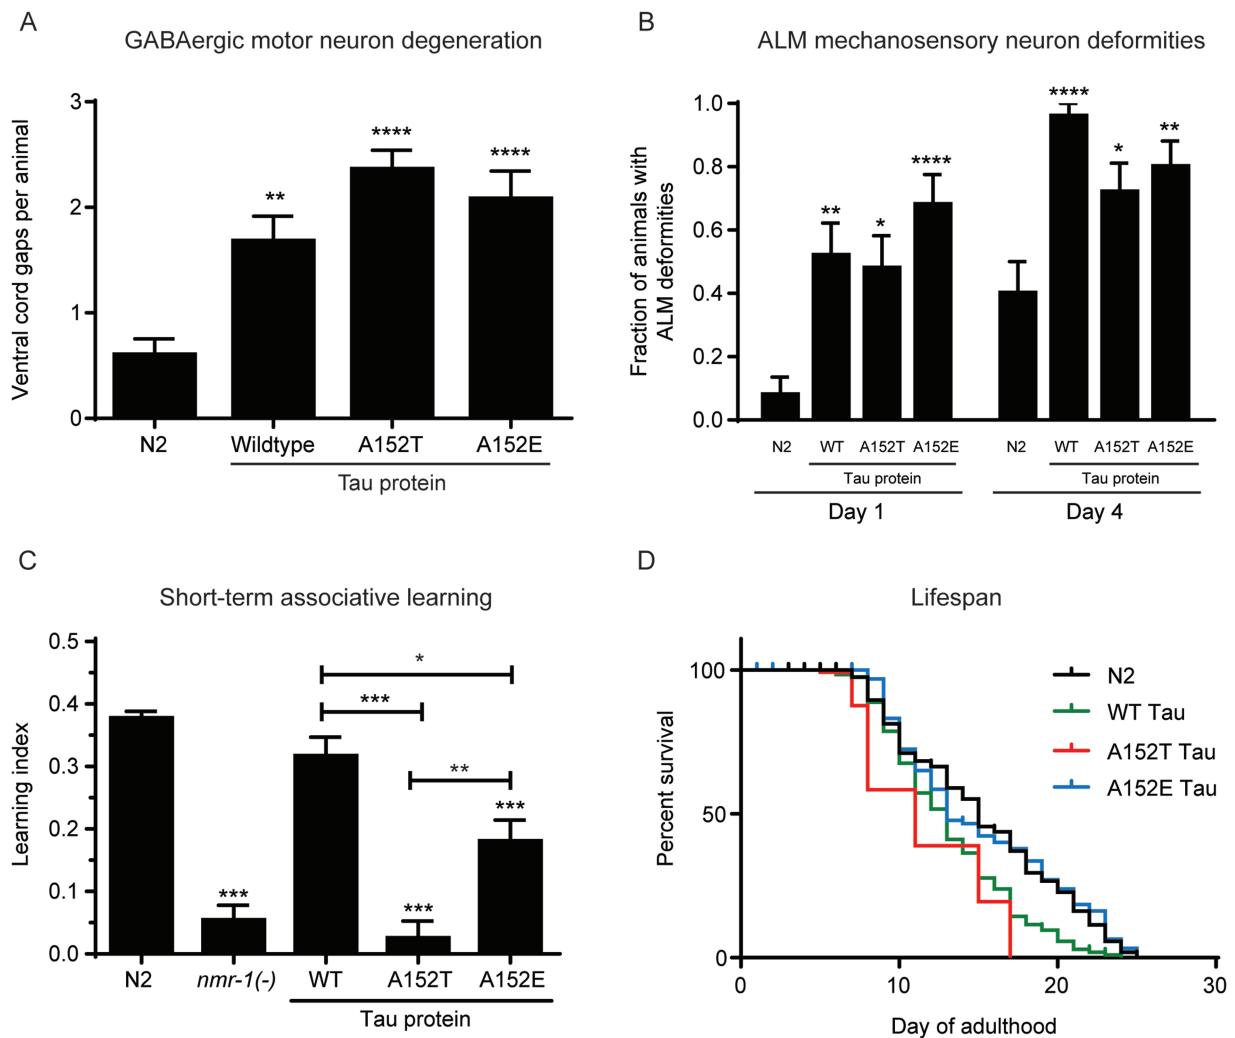 A
GABAergic motor neuron degeneration
Ventral cord gaps per animal
3
2
1
0
**
****
****
N2 Wildtype A152T A152E
Tau protein
B
ALM mechanosensory neuron deformities
Fraction of animals with
ALM deformities
1.0
0.8
0.6
0.4
0.2
0.0
**
*
****
****
*
**
N2 WT A152T A152E N2 WT A152T A152E
Tau protein Tau protein
Day 1 Day 4
C
Short-term associative learning
Learning index
0.5
0.4
0.3
0.2
0.1
0.0
*
***
**
***
***
***
N2 nmr-1(-) WT A152T A152E
Tau protein
D
Lifespan
Percent survival
100
50
0
N2
WT Tau
A152T Tau
A152E Tau
0 10 20 30
Day of adulthood